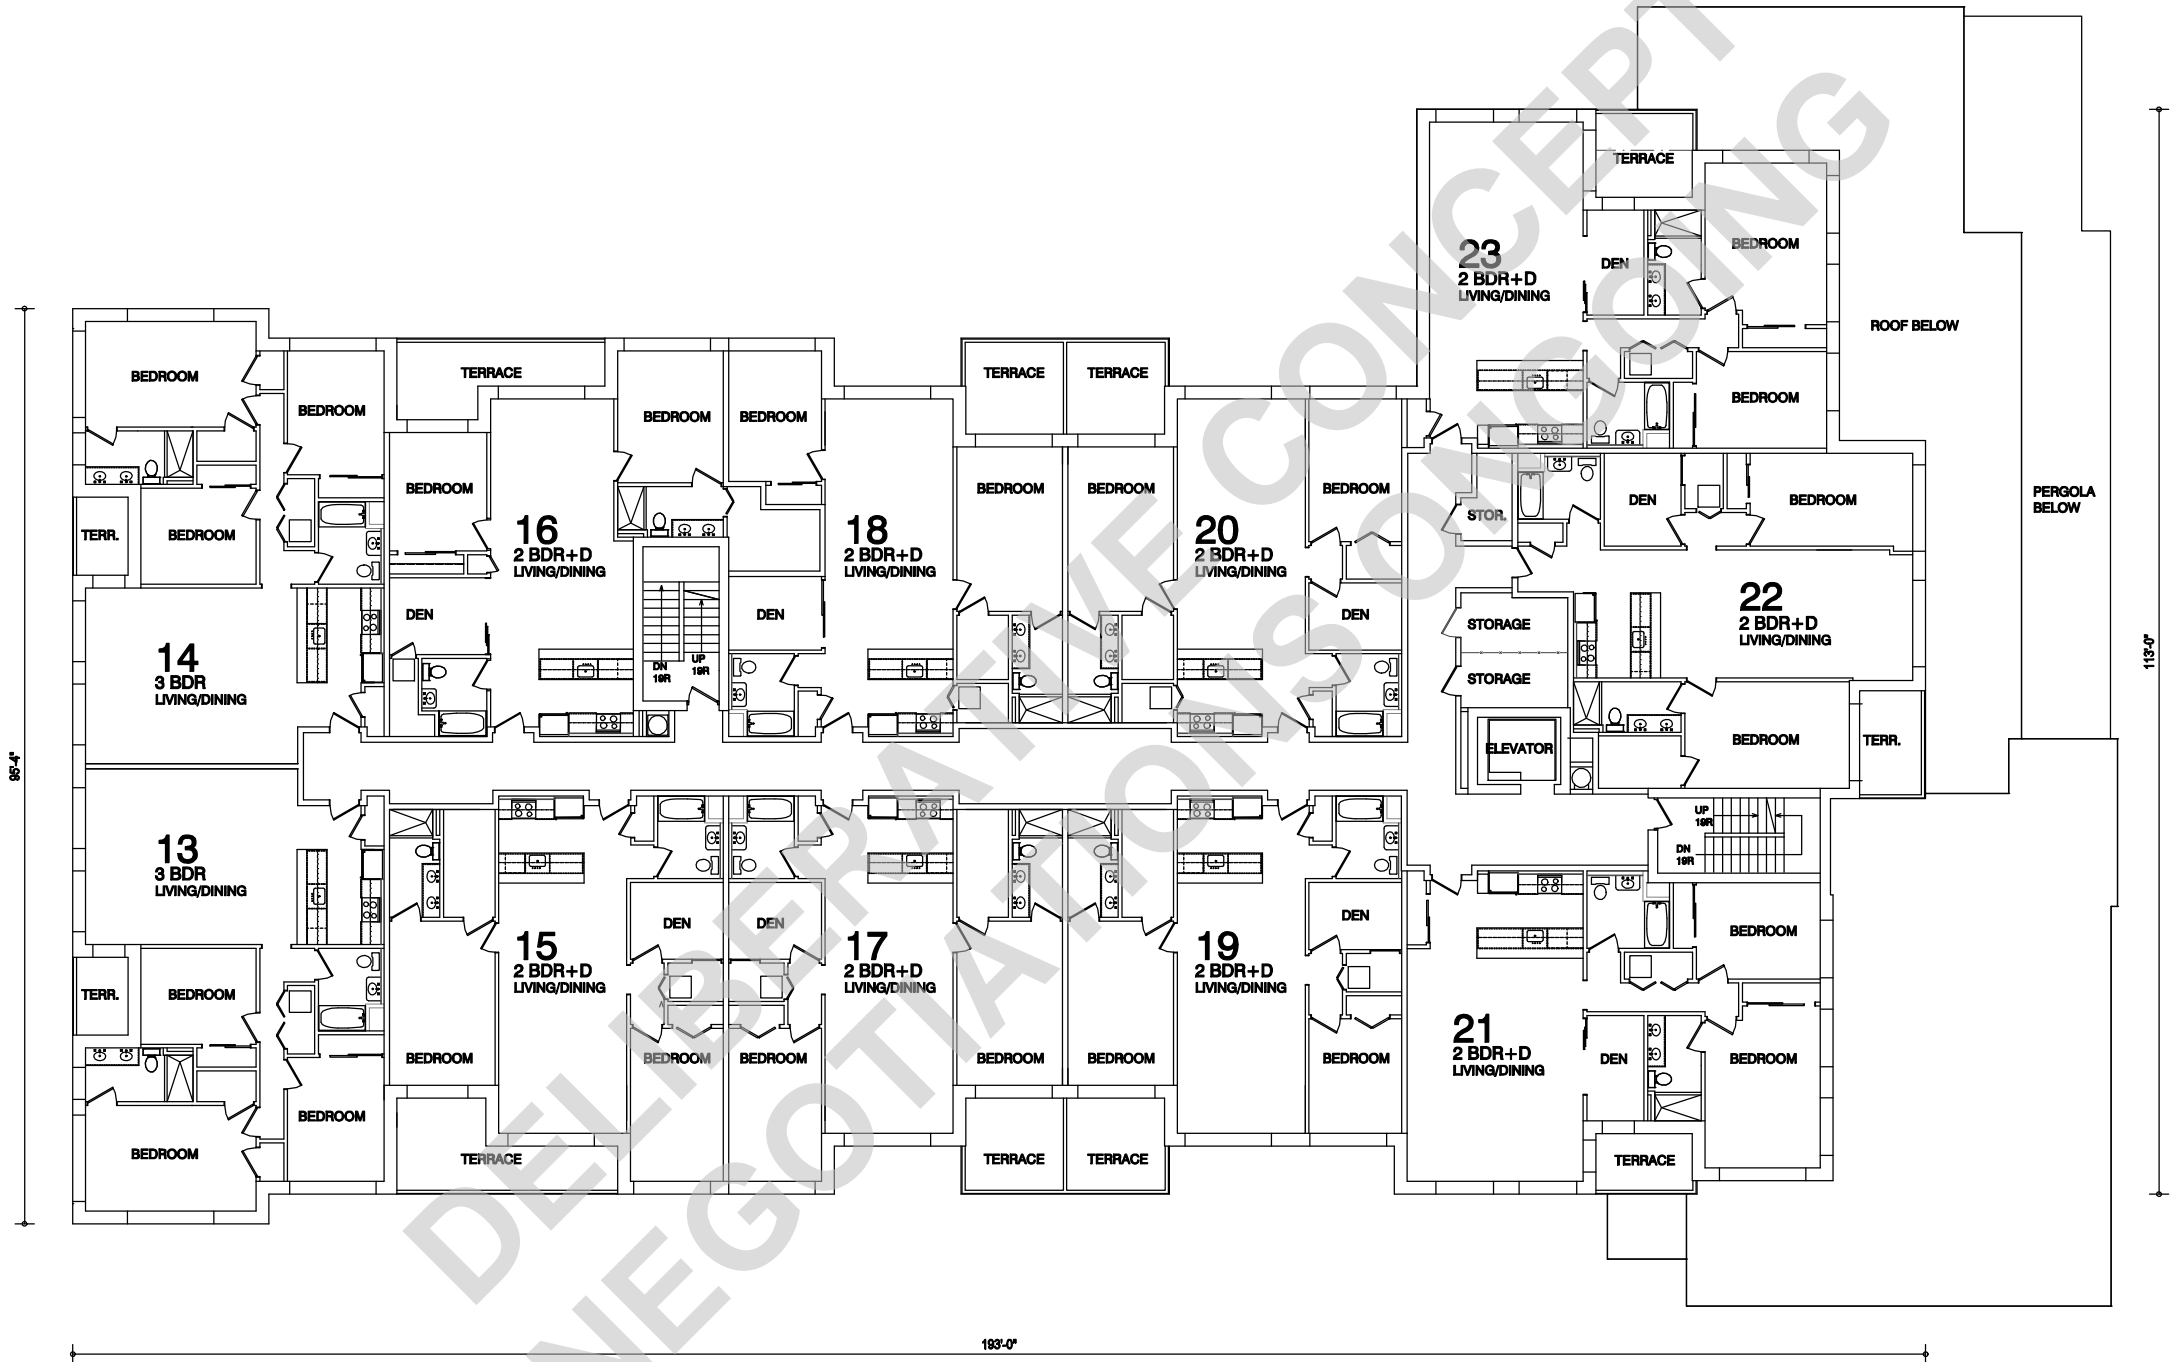 DELIBERATIVE CONCEPT
NEGOTIATIONS ONGOING
TERRACE
23
2 BDR+D
LIVING/DINING
DEN
BEDROOM
BEDROOM
ROOF BELOW
PERGOLA
BELOW
113'-0"
95'-4"
BEDROOM
BEDROOM
BEDROOM
TERR.
14
3 BDR
LIVING/DINING
TERRACE
BEDROOM
BEDROOM
16
2 BDR+D
LIVING/DINING
DEN
DN
19R
UP
19R
BEDROOM
18
2 BDR+D
LIVING/DINING
DEN
TERRACE
BEDROOM
TERRACE
BEDROOM
20
2 BDR+D
LIVING/DINING
BEDROOM
DEN
STOR.
STORAGE
STORAGE
ELEVATOR
DEN
BEDROOM
22
2 BDR+D
LIVING/DINING
BEDROOM
TERR.
UP
19R
DN
19R
13
3 BDR
LIVING/DINING
TERR.
BEDROOM
BEDROOM
BEDROOM
15
2 BDR+D
LIVING/DINING
DEN
BEDROOM
BEDROOM
TERRACE
DEN
17
2 BDR+D
LIVING/DINING
BEDROOM
BEDROOM
TERRACE
BEDROOM
TERRACE
19
2 BDR+D
LIVING/DINING
DEN
BEDROOM
21
2 BDR+D
LIVING/DINING
BEDROOM
DEN
BEDROOM
TERRACE
193'-0"